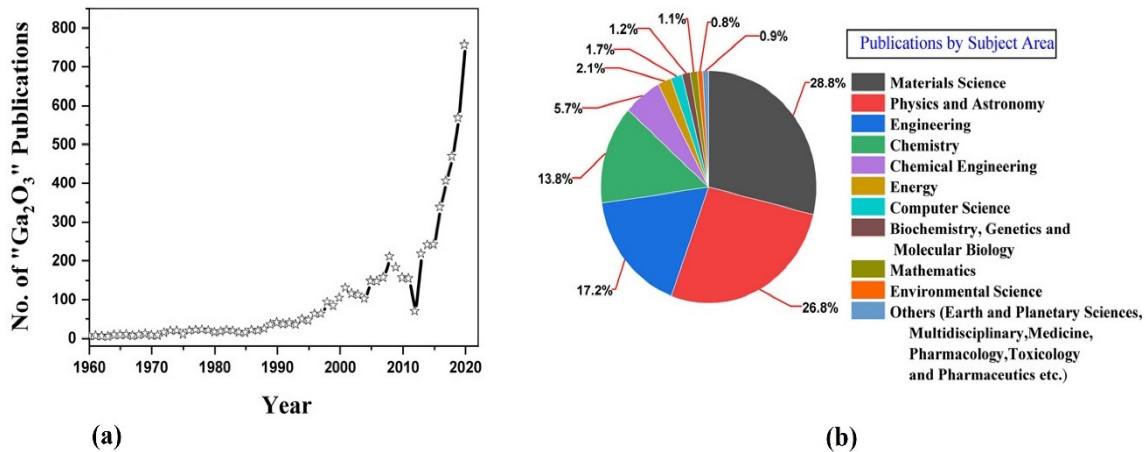 (a)
No. of "Ga₂O₃" Publications
800
700
600
500
400
300
200
100
0
1960
1970
1980
1990
2000
2010
2020
Year
(b)
1.1%
0.8%
1.2%
0.9%
1.7%
2.1%
5.7%
13.8%
17.2%
28.8%
26.8%
Publications by Subject Area
Materials Science
Physics and Astronomy
Engineering
Chemistry
Chemical Engineering
Energy
Computer Science
Biochemistry, Genetics and
Molecular Biology
Mathematics
Environmental Science
Others (Earth and Planetary Sciences,
Multidisciplinary,Medicine,
Pharmacology,Toxicology
and Pharmaceutics etc.)
(a)
(b)